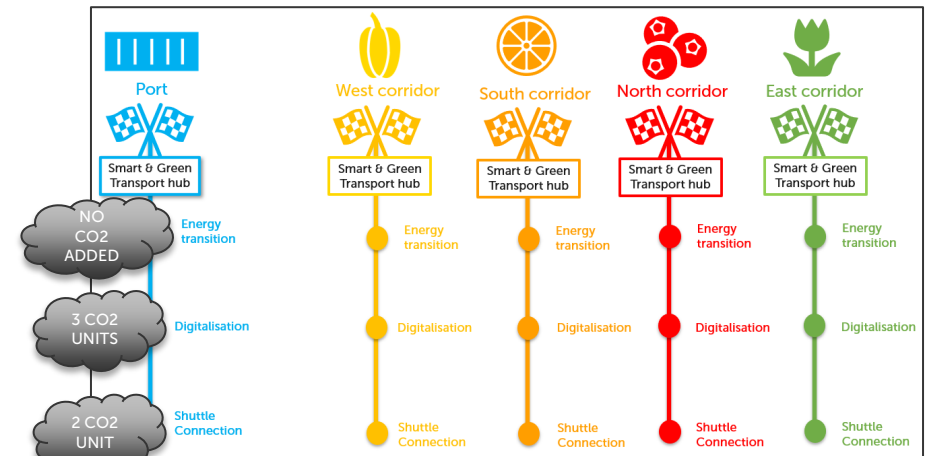 Port
West corridor
South corridor
North corridor
East corridor
Smart & Green
Transport hub
Smart & Green
Transport hub
Smart & Green
Transport hub
Smart & Green
Transport hub
Smart & Green
Transport hub
NO
CO2
ADDED
Energy
transition
Energy
transition
Energy
transition
Energy
transition
Energy
transition
3 CO2
UNITS
Digitalisation
Digitalisation
Digitalisation
Digitalisation
Digitalisation
2 CO2
UNIT
Shuttle
Connection
Shuttle
Connection
Shuttle
Connection
Shuttle
Connection
Shuttle
Connection